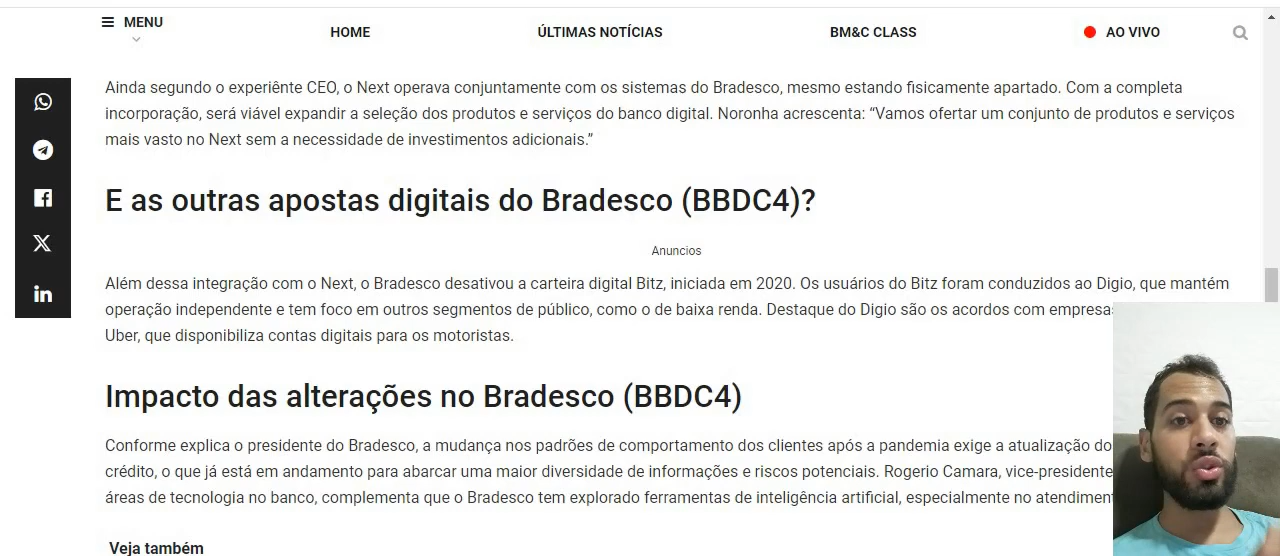 MENU
HOME
ÚLTIMAS NOTÍCIAS
BM&C CLASS
AO VIVO
Ainda segundo o experiênte CEO, o Next operava conjuntamente com os sistemas do Bradesco, mesmo estando fisicamente apartado. Com a completa
incorporação, será viável expandir a seleção dos produtos e serviços do banco digital. Noronha acrescenta: “Vamos ofertar um conjunto de produtos e serviços
mais vasto no Next sem a necessidade de investimentos adicionais.”
E as outras apostas digitais do Bradesco (BBDC4)?
Anuncios
Além dessa integração com o Next, o Bradesco desativou a carteira digital Bitz, iniciada em 2020. Os usuários do Bitz foram conduzidos ao Digio, que mantém
operação independente e tem foco em outros segmentos de público, como o de baixa renda. Destaque do Digio são os acordos com empresas
Uber, que disponibiliza contas digitais para os motoristas.
Impacto das alterações no Bradesco (BBDC4)
Conforme explica o presidente do Bradesco, a mudança nos padrões de comportamento dos clientes após a pandemia exige a atualização do
crédito, o que já está em andamento para abarcar uma maior diversidade de informações e riscos potenciais. Rogerio Camara, vice-presidente
áreas de tecnologia no banco, complementa que o Bradesco tem explorado ferramentas de inteligência artificial, especialmente no
Veja também